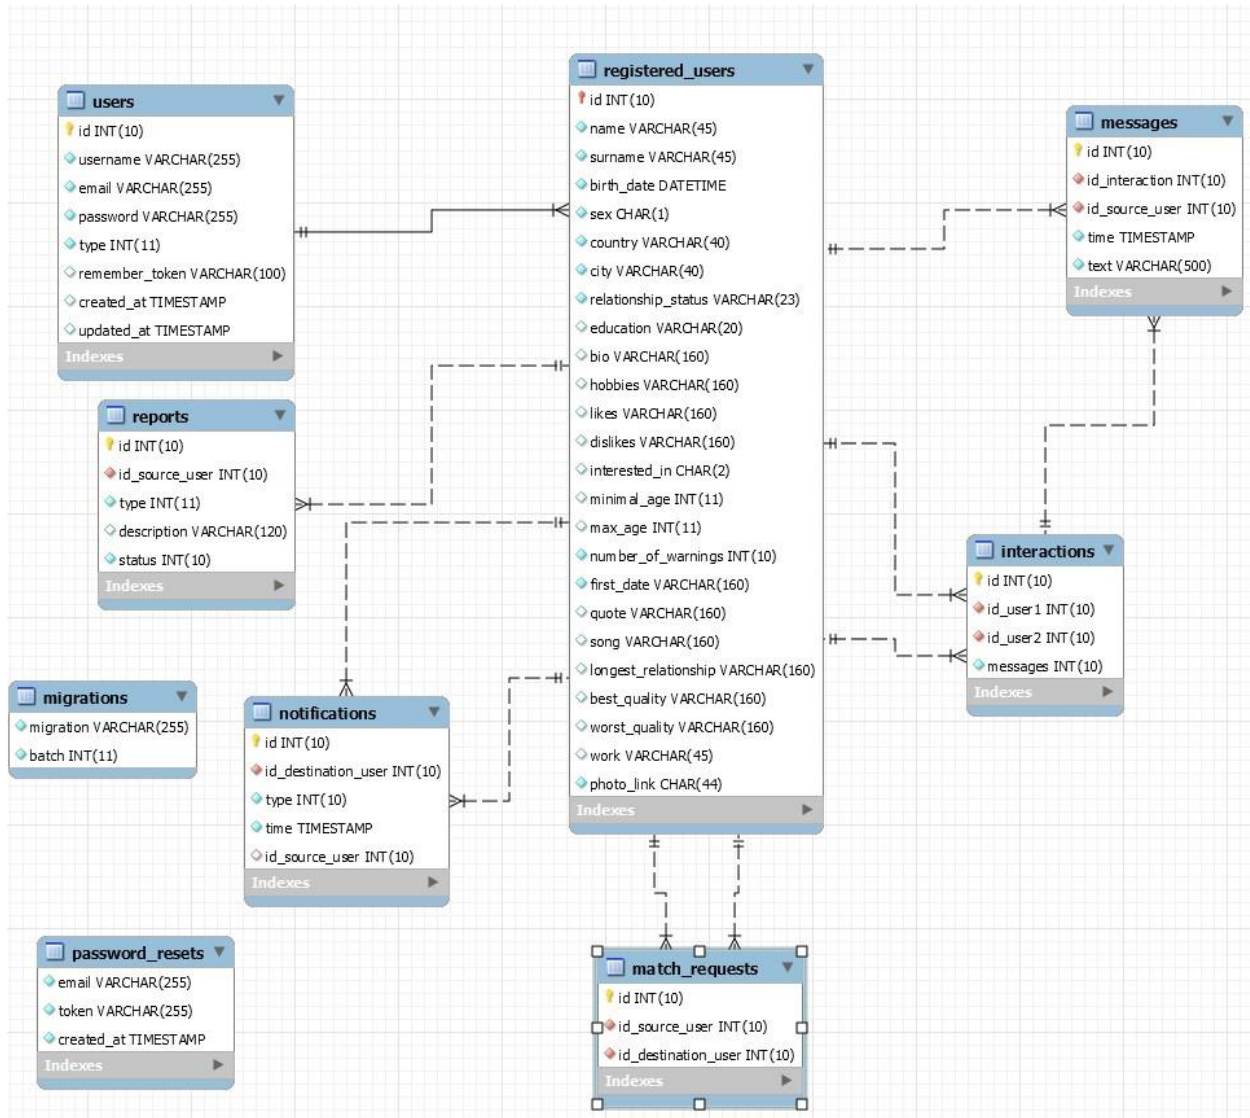 users
id INT(10)
username VARCHAR(255)
email VARCHAR(255)
password VARCHAR(255)
type INT(11)
remember_token VARCHAR(100)
created_at TIMESTAMP
updated_at TIMESTAMP
Indexes
reports
id INT(10)
id_source_user INT(10)
type INT(11)
description VARCHAR(120)
status INT(10)
Indexes
migrations
migration VARCHAR(255)
batch INT(11)
notifications
id INT(10)
id_destination_user INT(10)
type INT(10)
time TIMESTAMP
id_source_user INT(10)
Indexes
password_resets
email VARCHAR(255)
token VARCHAR(255)
created_at TIMESTAMP
Indexes
registered_users
id INT(10)
name VARCHAR(45)
surname VARCHAR(45)
birth_date DATETIME
sex CHAR(1)
country VARCHAR(40)
city VARCHAR(40)
relationship_status VARCHAR(23)
education VARCHAR(20)
bio VARCHAR(160)
hobbies VARCHAR(160)
likes VARCHAR(160)
dislikes VARCHAR(160)
interested_in CHAR(2)
minimal_age INT(11)
max_age INT(11)
number_of_warnings INT(10)
first_date VARCHAR(160)
quote VARCHAR(160)
song VARCHAR(160)
longest_relationship VARCHAR(160)
best_quality VARCHAR(160)
worst_quality VARCHAR(160)
work VARCHAR(45)
photo_link CHAR(44)
Indexes
match_requests
id INT(10)
id_source_user INT(10)
id_destination_user INT(10)
Indexes
messages
id INT(10)
id_interaction INT(10)
id_source_user INT(10)
time TIMESTAMP
text VARCHAR(500)
Indexes
interactions
id INT(10)
id_user1 INT(10)
id_user2 INT(10)
messages INT(10)
Indexes